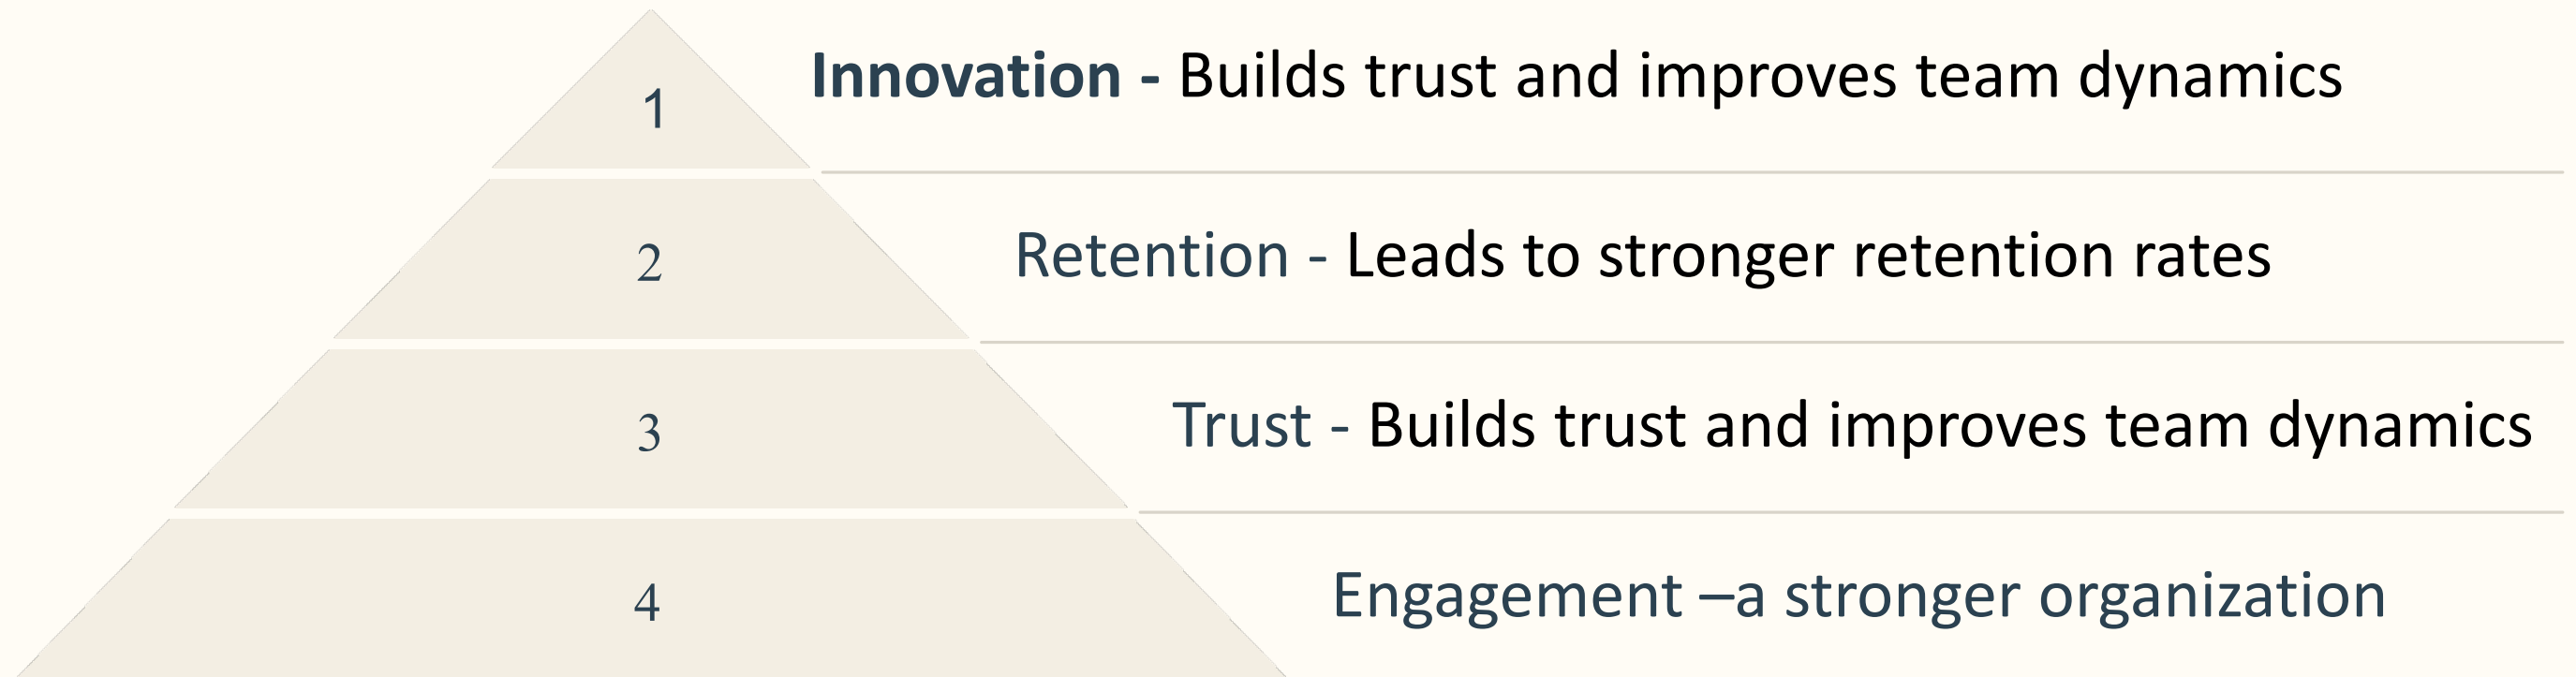 1
Innovation - Builds trust and improves team dynamics
2
Retention - Leads to stronger retention rates
3
Trust - Builds trust and improves team dynamics
4
Engagement –a stronger organization